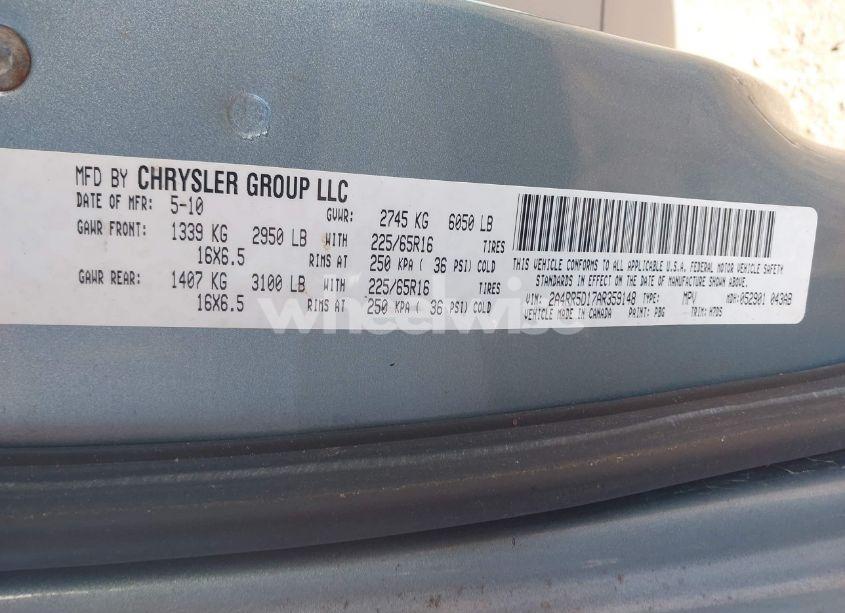 MFD BY CHRYSLER GROUP LLC
DATE OF MFR: 5-10 GVWR: 2745 KG 6050 LB
GAWR FRONT: 1339 KG 2950 LB WITH 225/65R16 TIRES
16X6.5 RIMS AT 250 KPA ( 36 PSI) COLD
GAWR REAR: 1407 KG 3100 LB WITH 225/65R16 TIRES
16X6.5 RIMS AT 250 KPA ( 36 PSI) COLD
THIS VEHICLE CONFORMS TO ALL APPLICABLE U.S.A. FEDERAL MOTOR VEHICLE SAFETY
STANDARDS IN EFFECT ON THE DATE OF MANUFACTURE SHOWN ABOVE.
VIN: 2A4RR5D17AR359148 TYPE: MPV MDH: 052801 043AB
VEHICLE MADE IN CANADA PAINT: PBG TRIM: H7DS
wheelwise